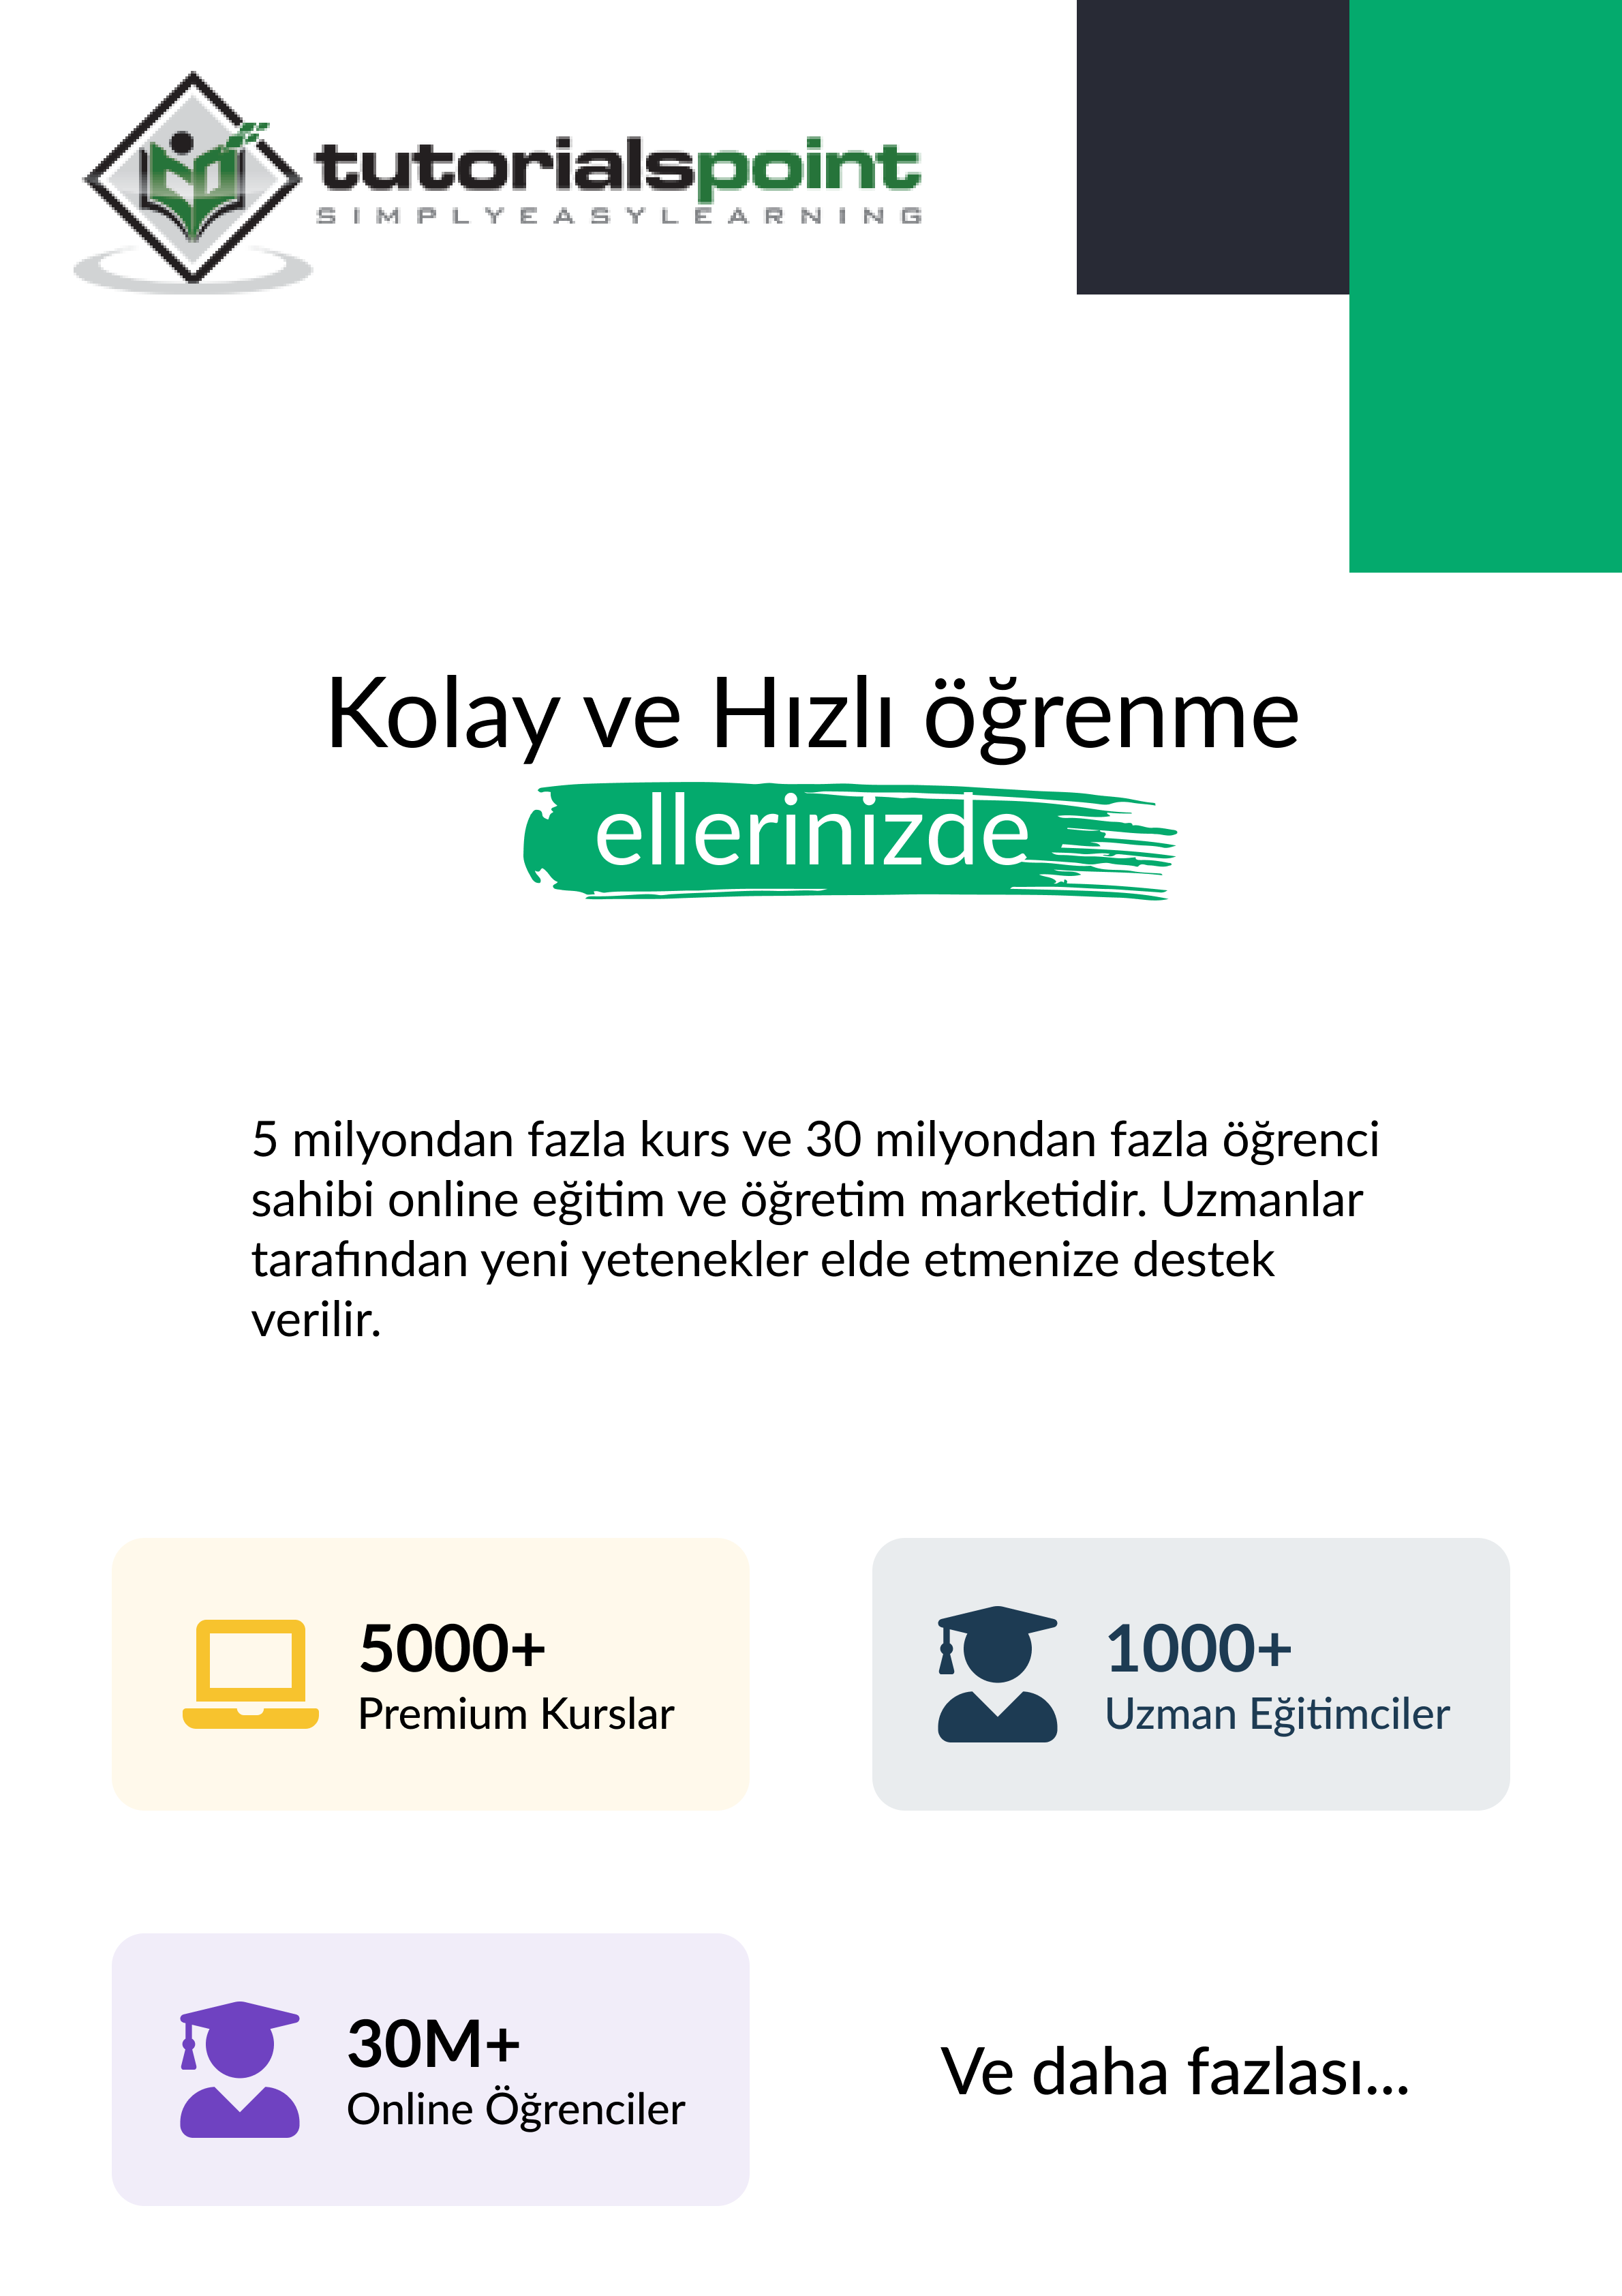 tutorialspoint
SIMPLYEASYLEARNING
Kolay ve Hızlı öğrenme
ellerinizde
5 milyondan fazla kurs ve 30 milyondan fazla öğrenci
sahibi online eğitim ve öğretim marketidir. Uzmanlar
tarafından yeni yetenekler elde etmenize destek
verilir.
5000+
Premium Kurslar
1000+
Uzman Eğitimciler
30M+
Online Öğrenciler
Ve daha fazlası...